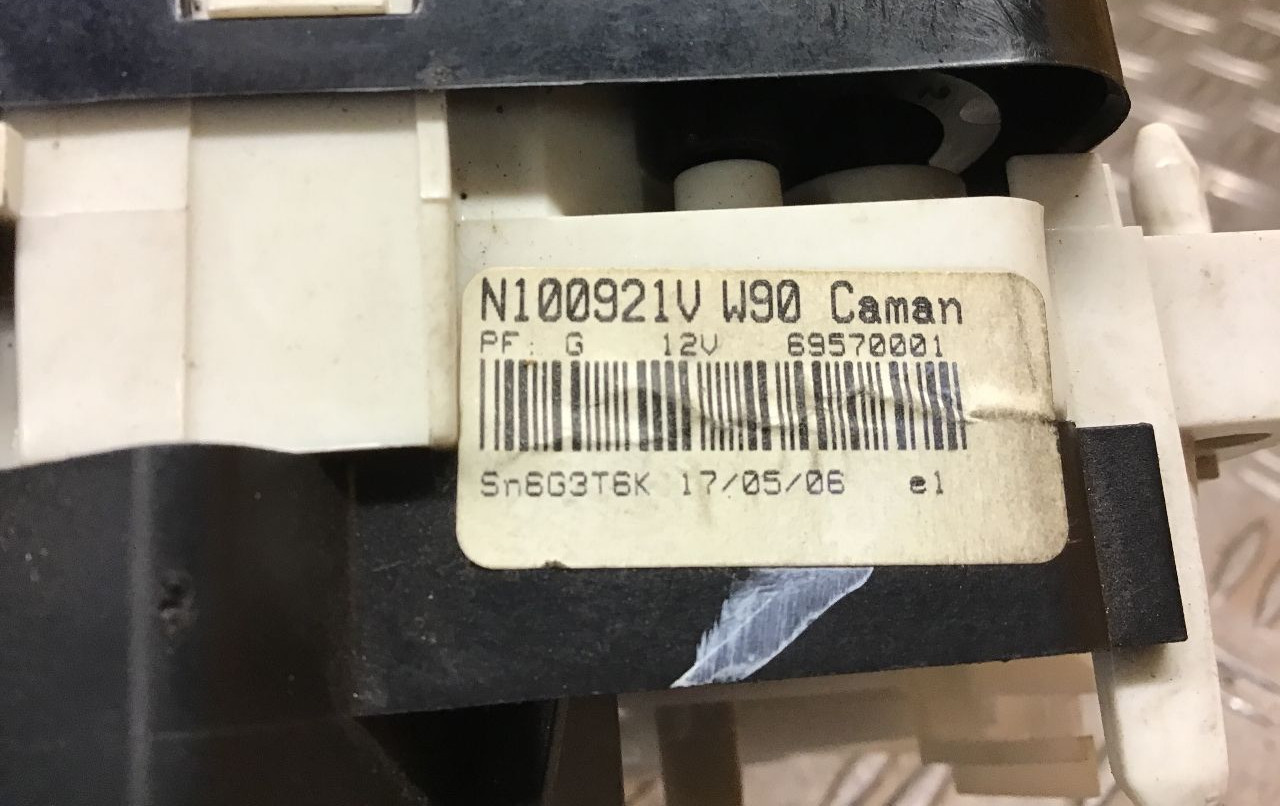 N100921V W90 Caman
PF: G 12V 69570001
Sn6G3T6K 17/05/06 e1